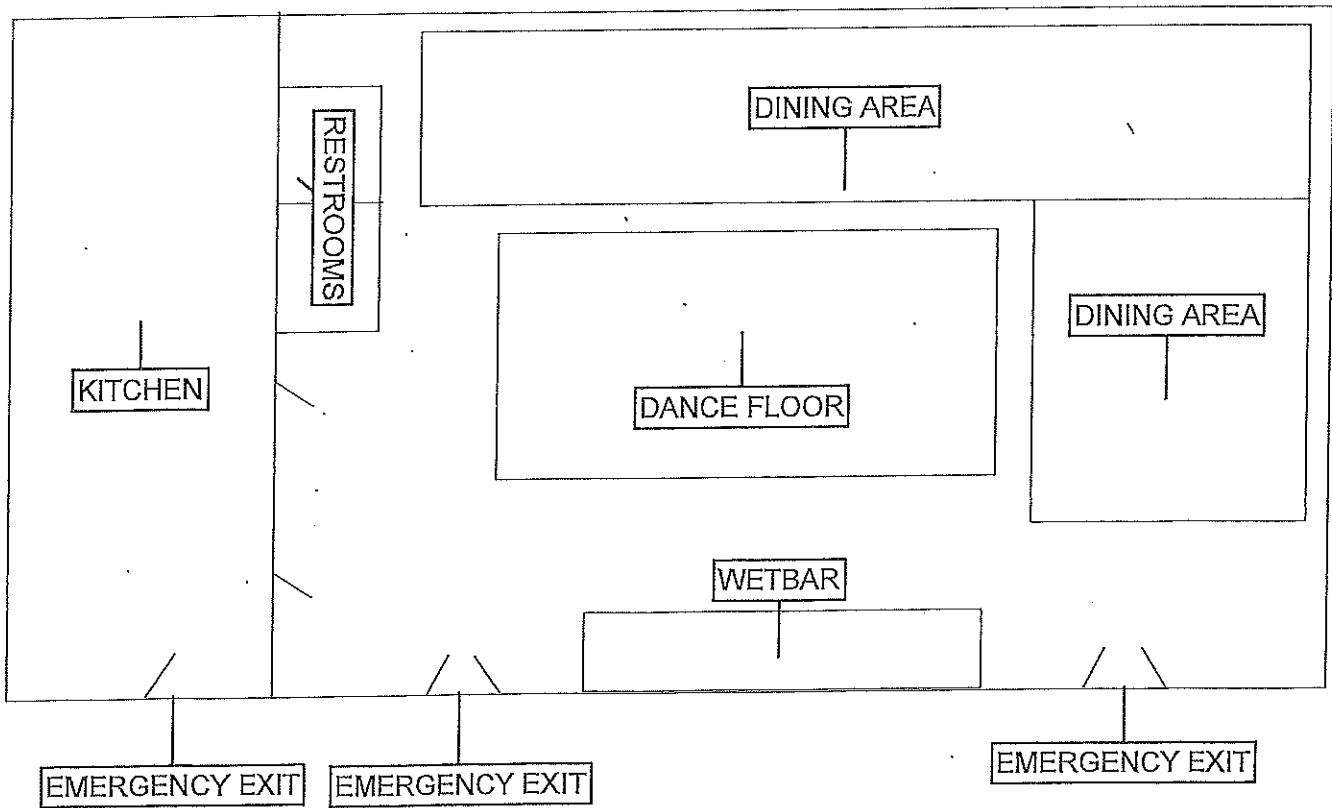 DINING AREA
RESTROOMS
DINING AREA
KITCHEN
DANCE FLOOR
WETBAR
EMERGENCY EXIT
EMERGENCY EXIT
EMERGENCY EXIT